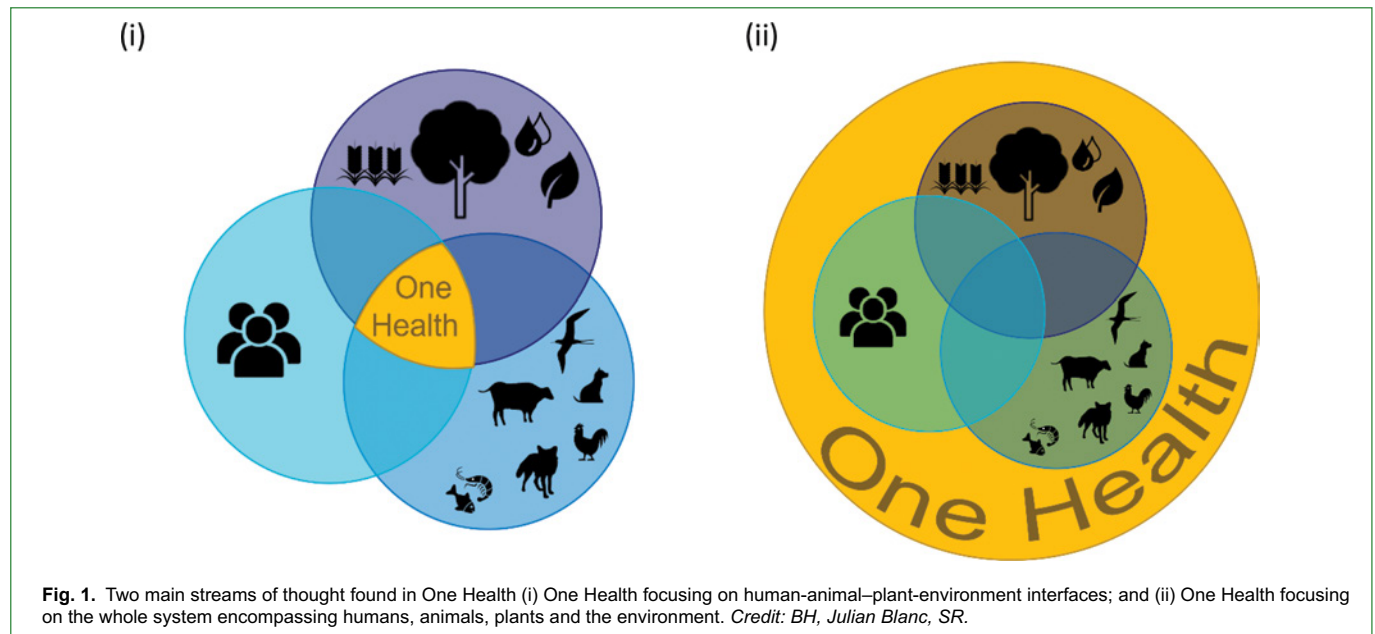 (i)
(ii)
One
Health
One Health
Fig. 1. Two main streams of thought found in One Health (i) One Health focusing on human-animal–plant-environment interfaces; and (ii) One Health focusing
on the whole system encompassing humans, animals, plants and the environment. Credit: BH, Julian Blanc, SR.